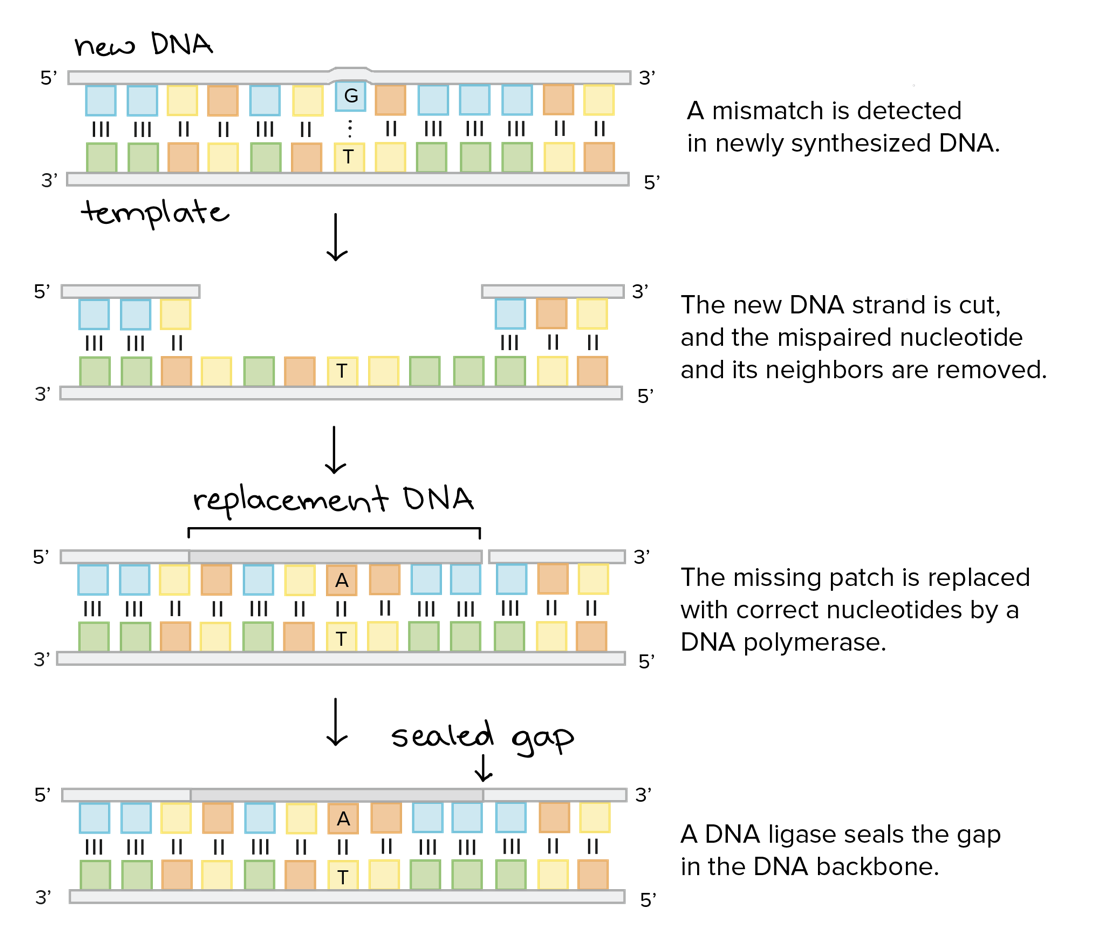 new DNA
5’ 3’
G
T
3’ 5’
template
A mismatch is detected
in newly synthesized DNA.
5’ 3’
T
3’ 5’
The new DNA strand is cut,
and the mispaired nucleotide
and its neighbors are removed.
replacement DNA
5’ 3’
A
T
3’ 5’
The missing patch is replaced
with correct nucleotides by a
DNA polymerase.
sealed gap
5’ 3’
A
T
3’ 5’
A DNA ligase seals the gap
in the DNA backbone.